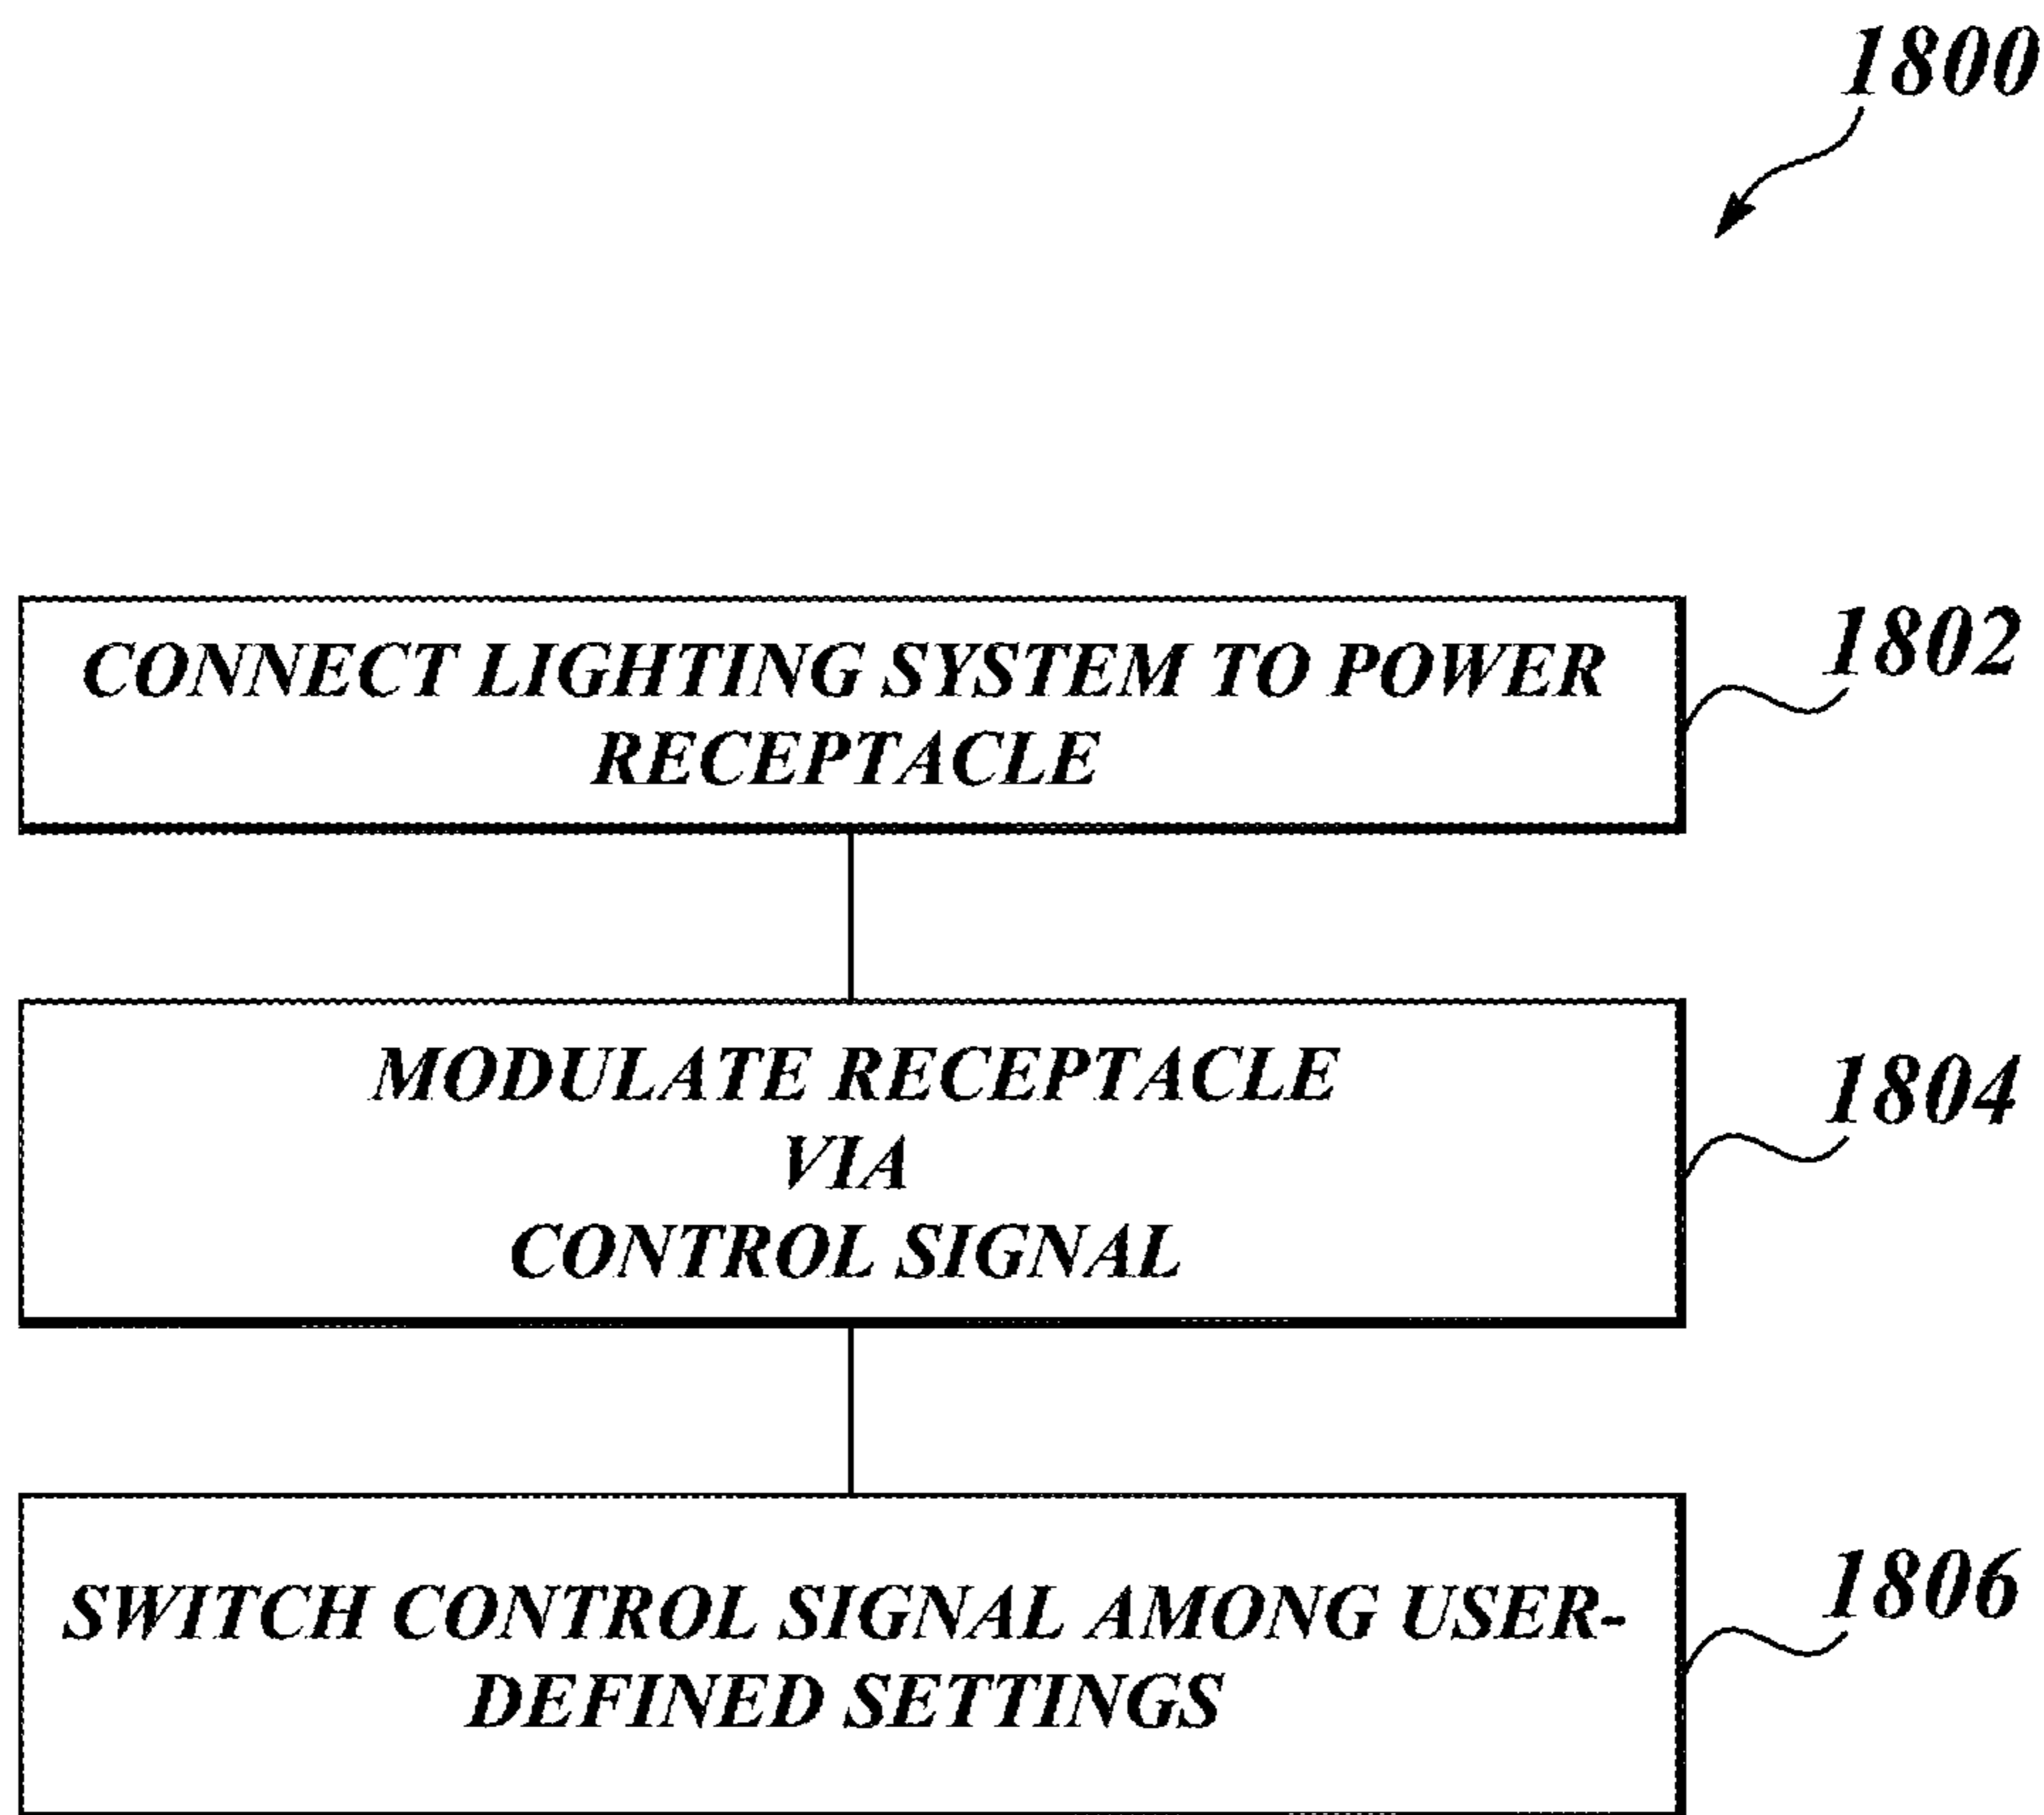 1800
CONNECT LIGHTING SYSTEM TO POWER
RECEPTACLE
1802
MODULATE RECEPTACLE
VIA
CONTROL SIGNAL
1804
SWITCH CONTROL SIGNAL AMONG USER-
DEFINED SETTINGS
1806